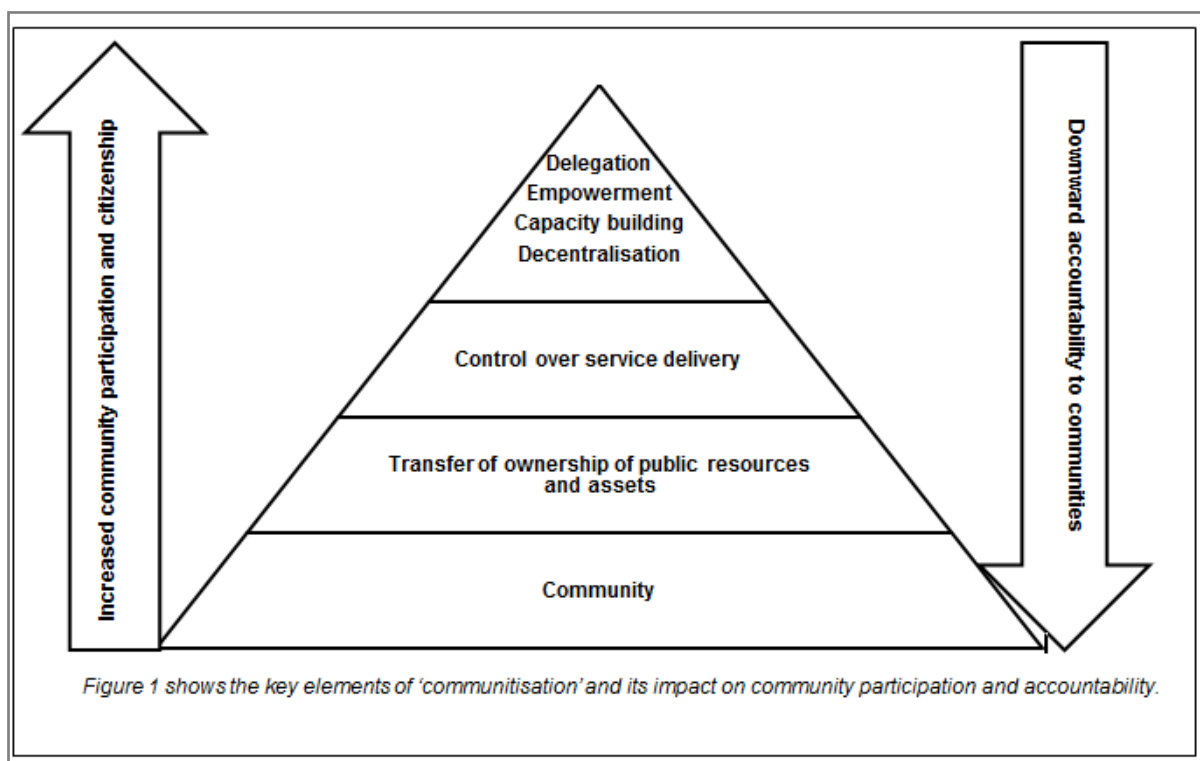 Increased community participation and citizenship
Delegation
Empowerment
Capacity building
Decentralisation
Control over service delivery
Transfer of ownership of public resources
and assets
Community
Downward accountability to communities
Figure 1 shows the key elements of ‘communitisation’ and its impact on community participation and accountability.